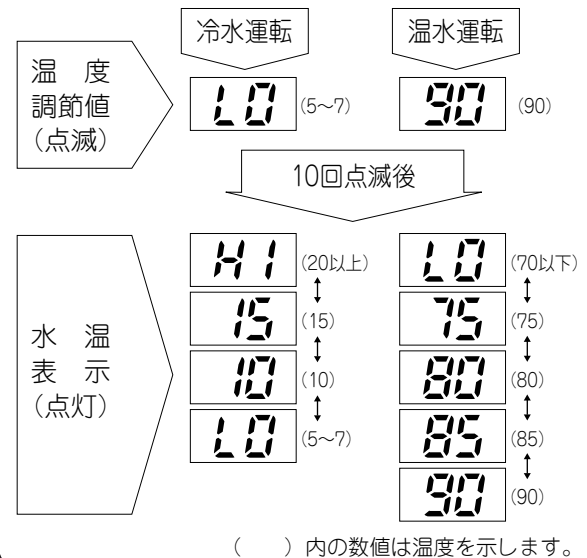 冷水運転 温水運転
温 度
調節値
(点滅)
LO (5~7) 90 (90)
10回点滅後
水 温
表 示
(点灯)
HI (20以上) LO (70以下)
15 (15) 75 (75)
10 (10) 80 (80)
LO (5~7) 85 (85)
90 (90)
( )内の数値は温度を示します。